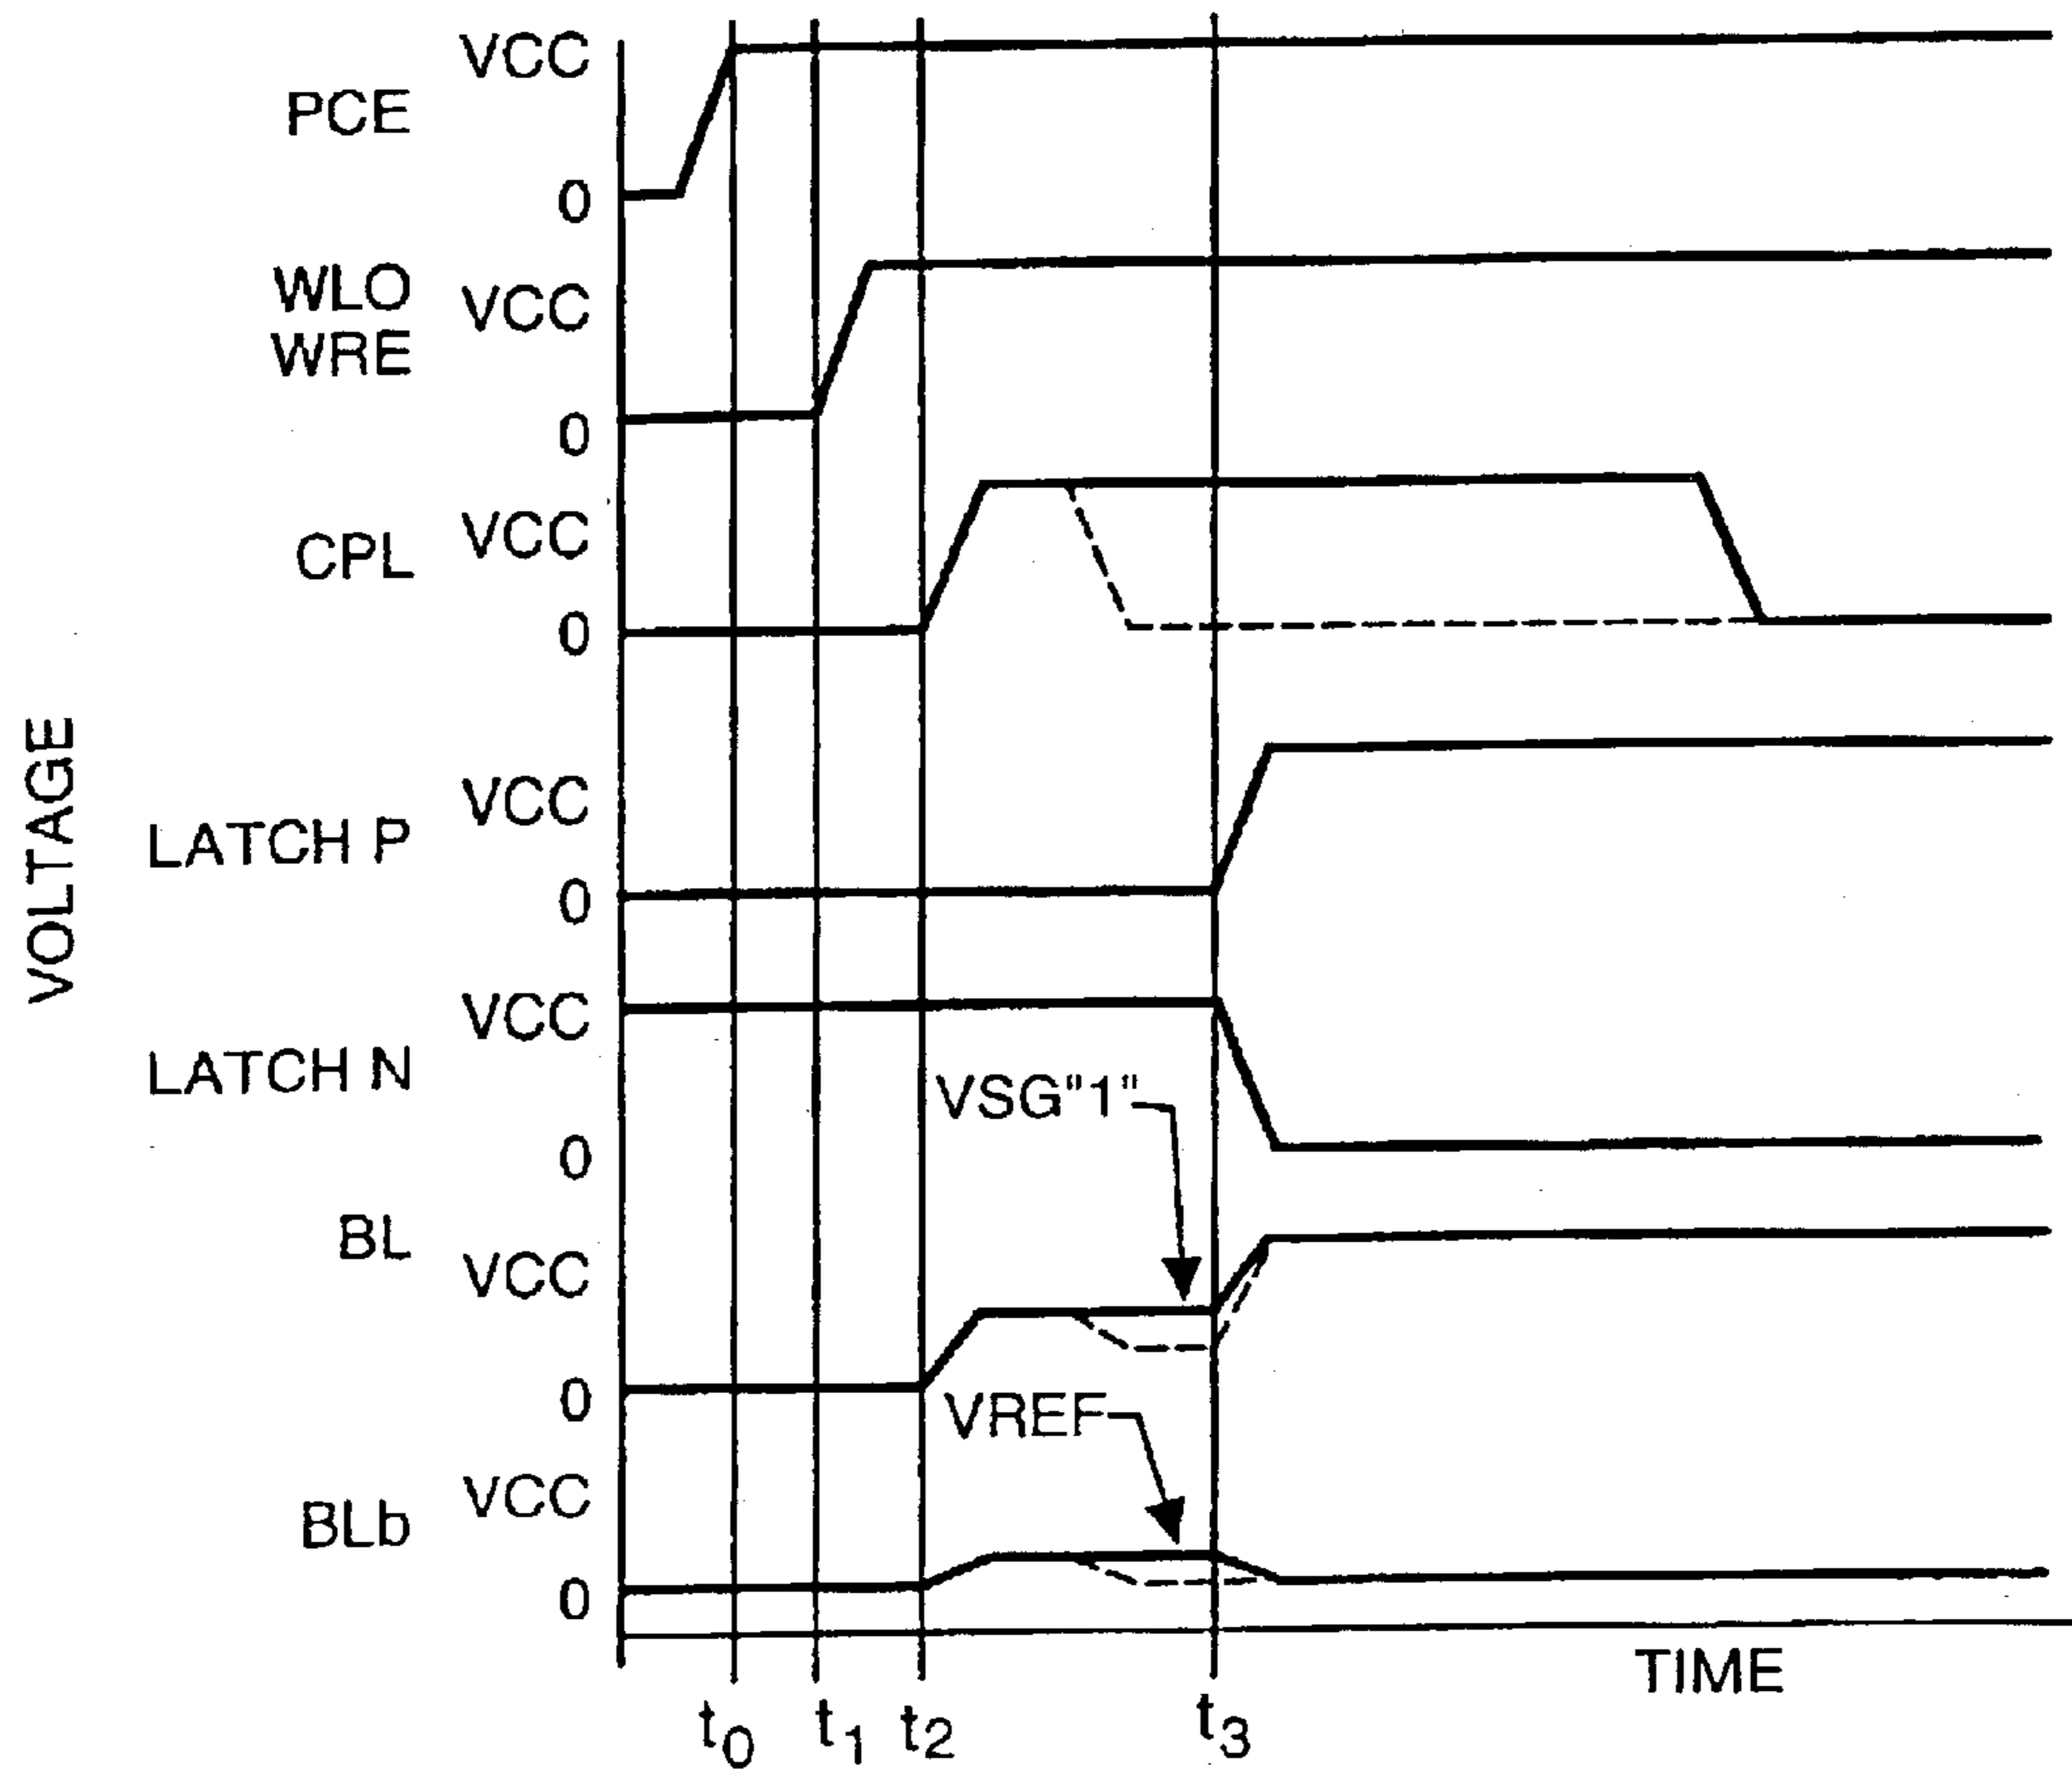 VCC
PCE
0
WLO
VCC
WRE
0
VCC
CPL
0
VOLTAGE
VCC
LATCH P
0
VCC
LATCH N
VSG"1"
0
BL
VCC
0
VREF
VCC
BLb
0
TIME
t0 t1 t2 t3